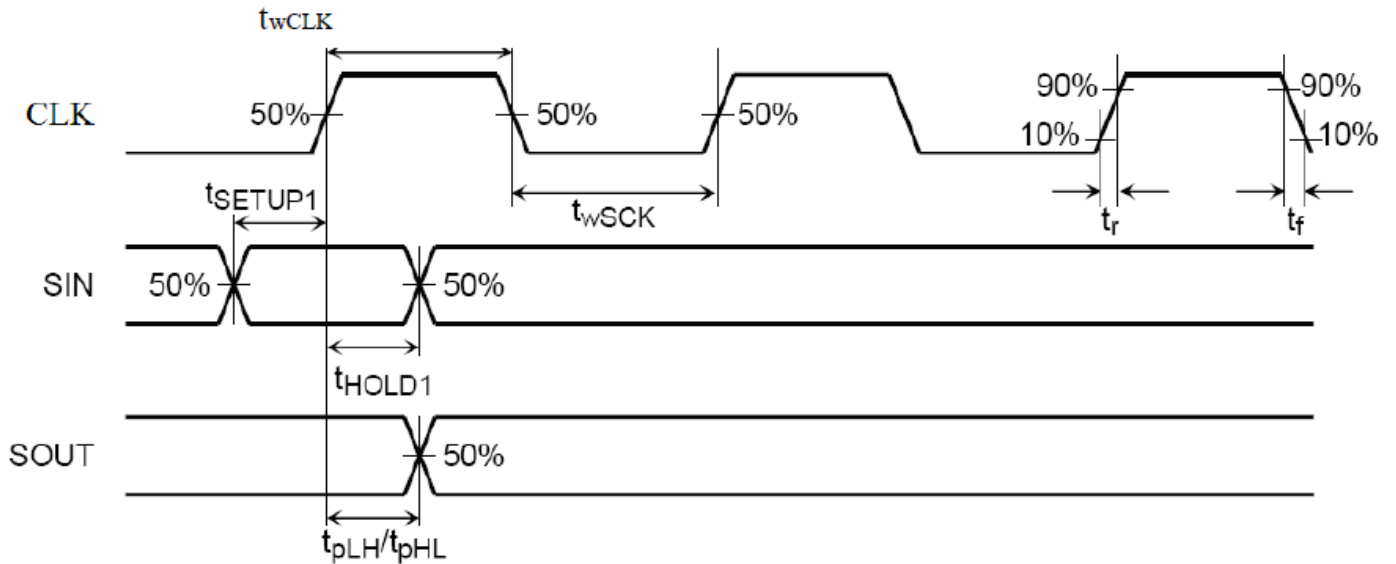 twCLK
CLK 50% 50% 50% 90% 90%
10% 10%
tSETUP1 twSCK tr tf
SIN 50% 50%
tHOLD1
SOUT 50%
tpLH/tpHL